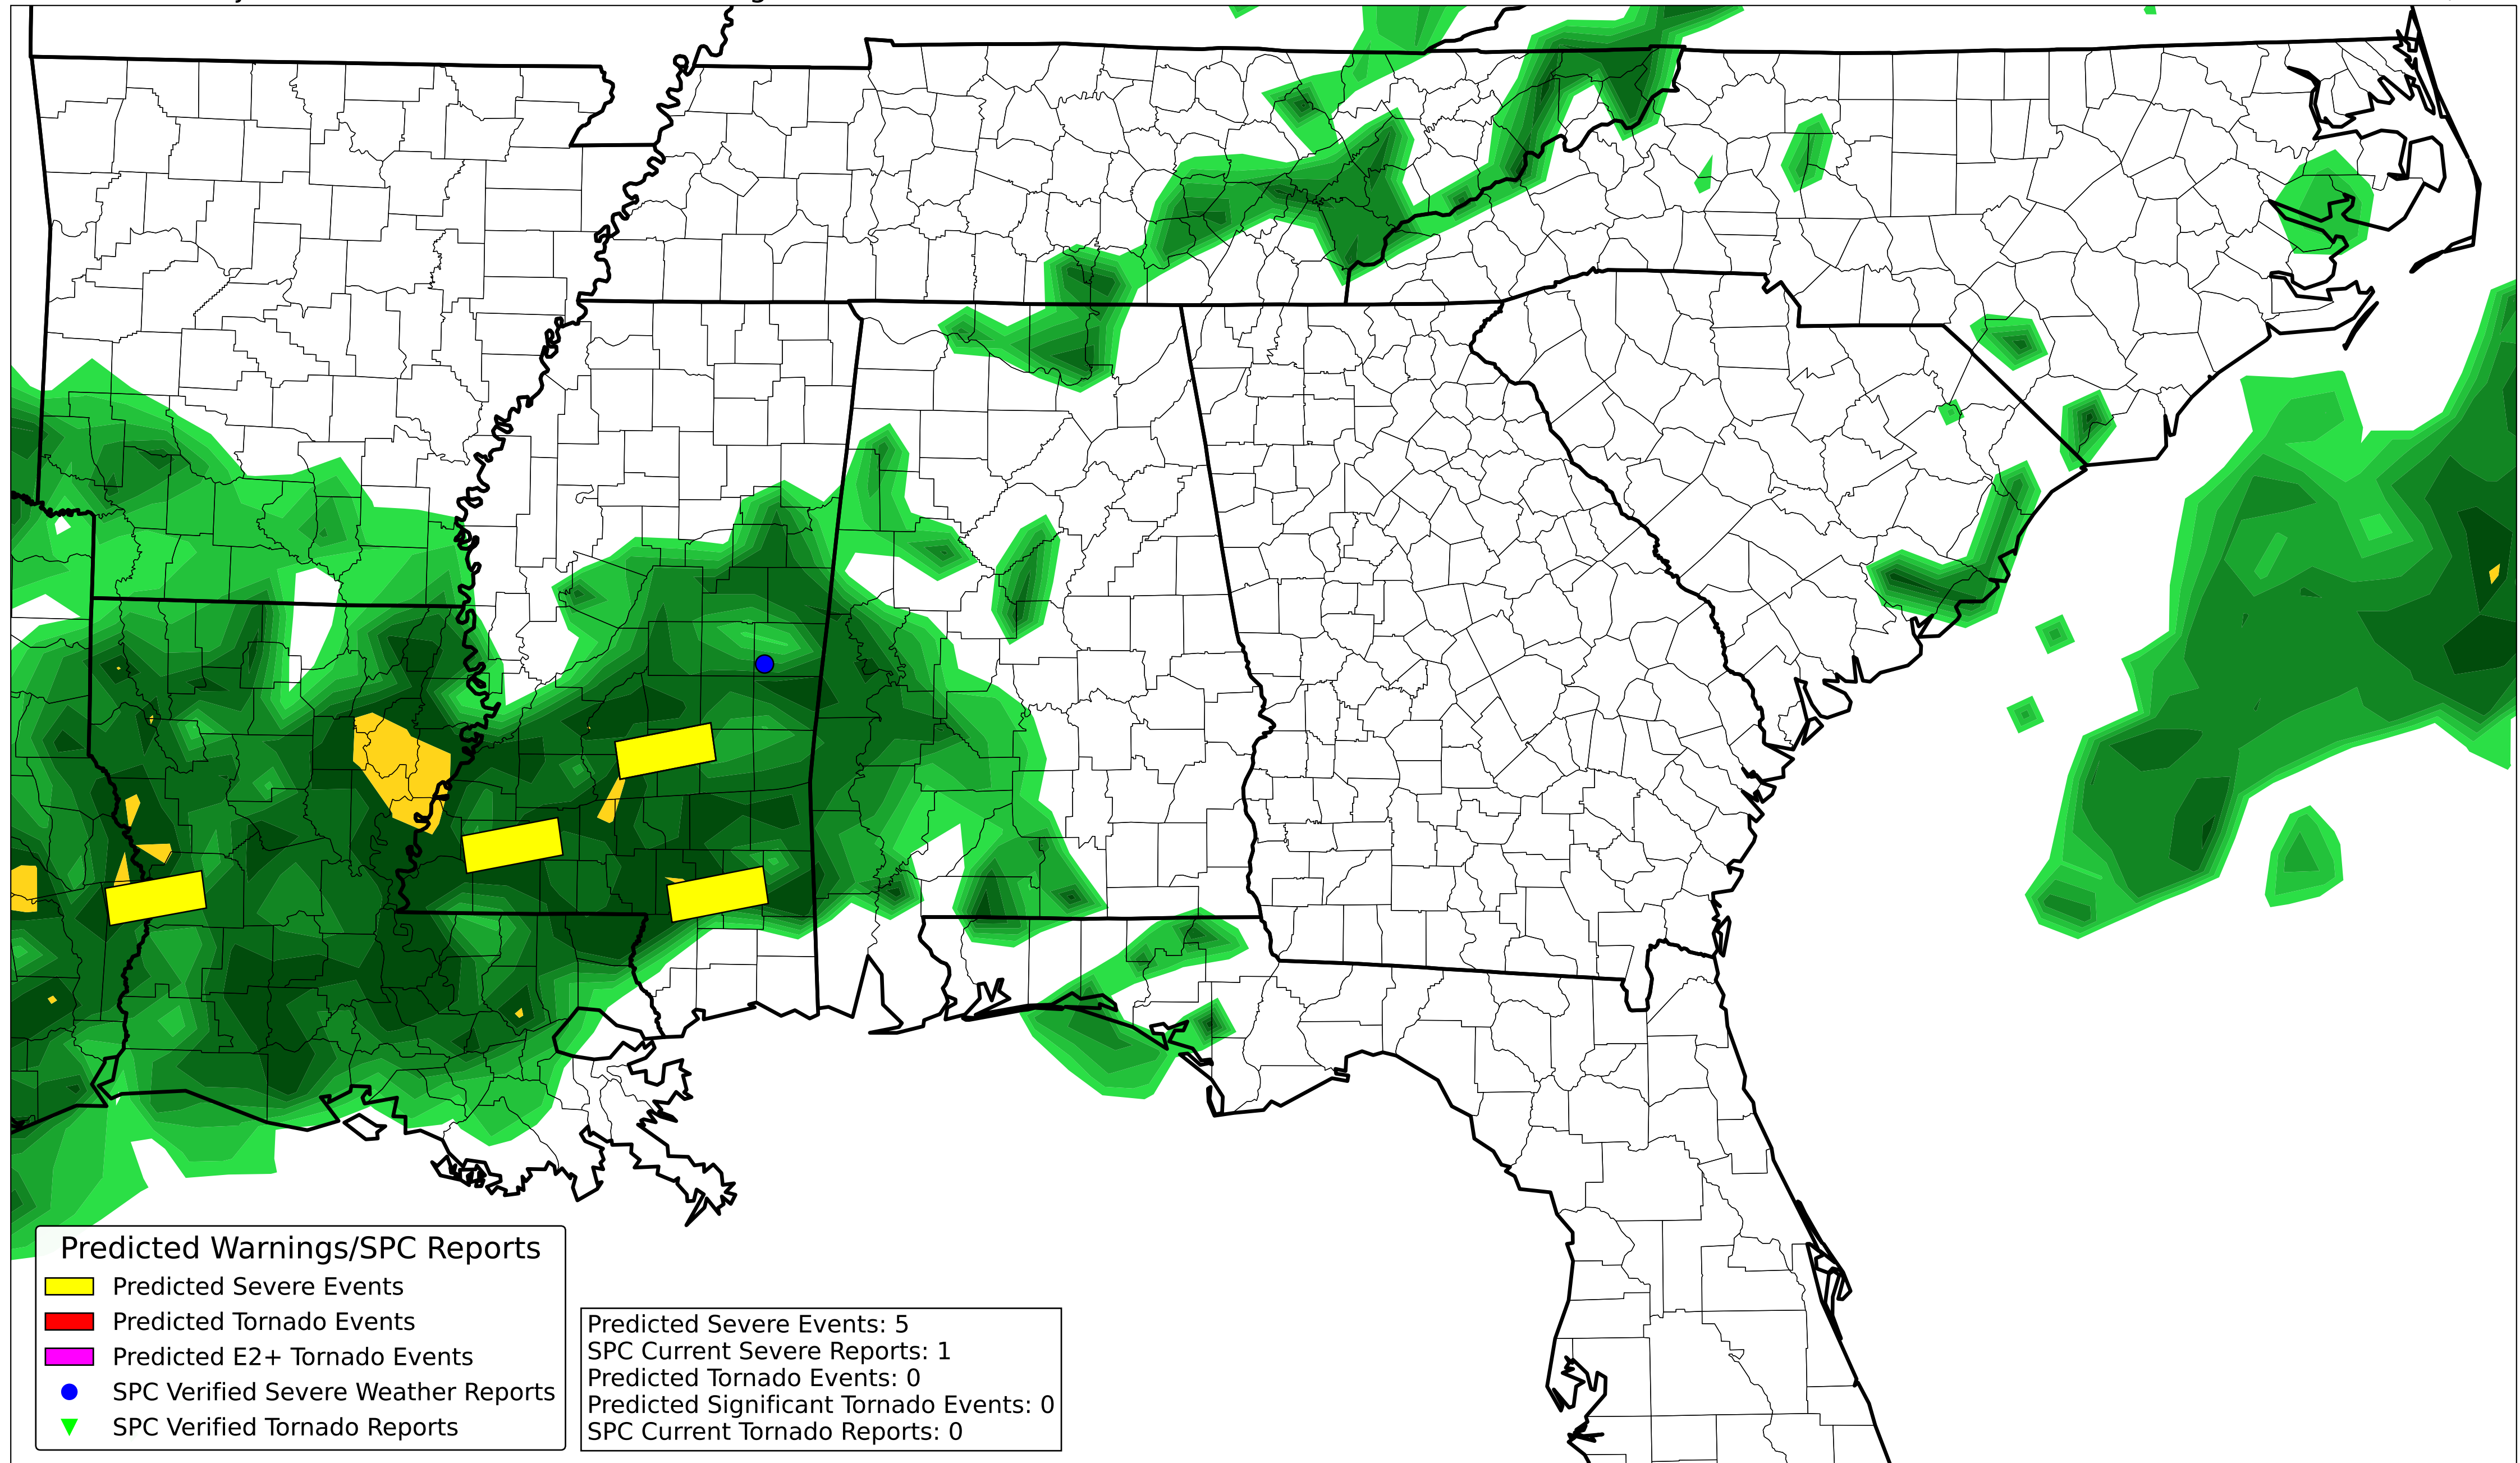 Predicted Warnings/SPC Reports
Predicted Severe Events
Predicted Tornado Events
Predicted E2+ Tornado Events
SPC Verified Severe Weather Reports
SPC Verified Tornado Reports
Predicted Severe Events: 5
SPC Current Severe Reports: 1
Predicted Tornado Events: 0
Predicted Significant Tornado Events: 0
SPC Current Tornado Reports: 0